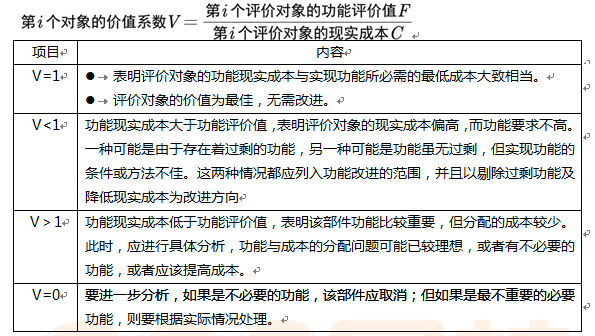 第i个对象的价值系数V=第i个评价对象的功能评价值F/第i个评价对象的现实成本C
项目 内容
V=1 ●→表明评价对象的功能现实成本与实现功能所必需的最低成本大致相当。
●→评价对象的价值为最佳，无需改进。
V<1 功能现实成本大于功能评价值，表明评价对象的现实成本偏高，而功能要求不高。
一种可能是由于存在着过剩的功能，另一种可能是功能虽无过剩，但实现功能的
条件或方法不佳。这两种情况都应列入功能改进的范围，并且以剔除过剩功能及
降低现实成本为改进方向
V>1 功能现实成本低于功能评价值，表明该部件功能比较重要，但分配的成本较少。
此时，应进行具体分析，功能与成本的分配问题可能已较理想，或者有不必要的
功能，或者应该提高成本。
V=0 要进一步分析，如果是不必要的功能，该部件应取消；但如果是最不重要的必要
功能，则要根据实际情况处理。